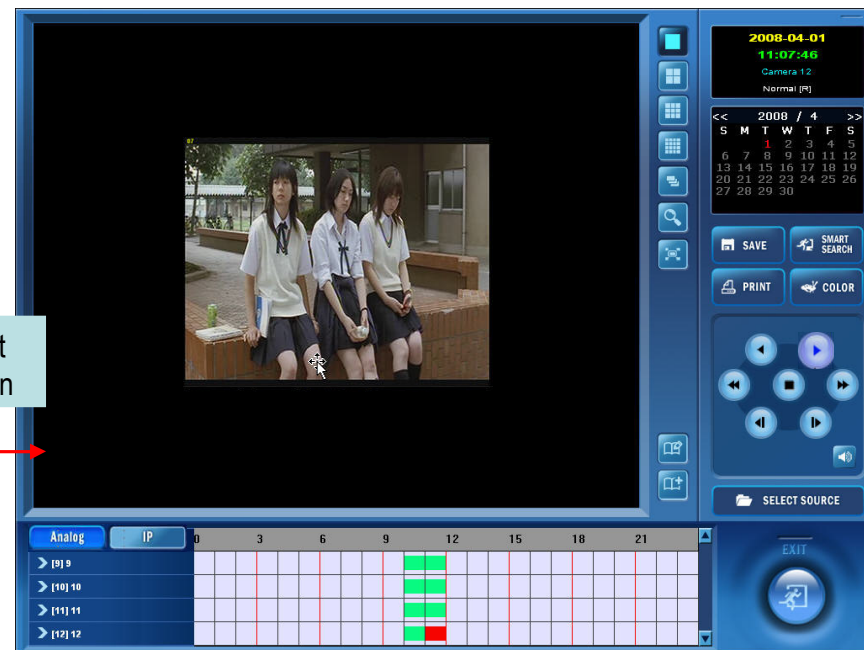 2008-04-01
11:07:46
Camera 12
Normal [R]
<< 2008 / 4 >>
S M T W T F S
1 2 3 4 5
6 7 8 9 10 11 12
13 14 15 16 17 18 19
20 21 22 23 24 25 26
27 28 29 30
07
SAVE
SMART
SEARCH
PRINT
COLOR
t
n
SELECT SOURCE
Analog IP 0 3 6 9 12 15 18 21
EXIT
[9] 9
[10] 10
[11] 11
[12] 12